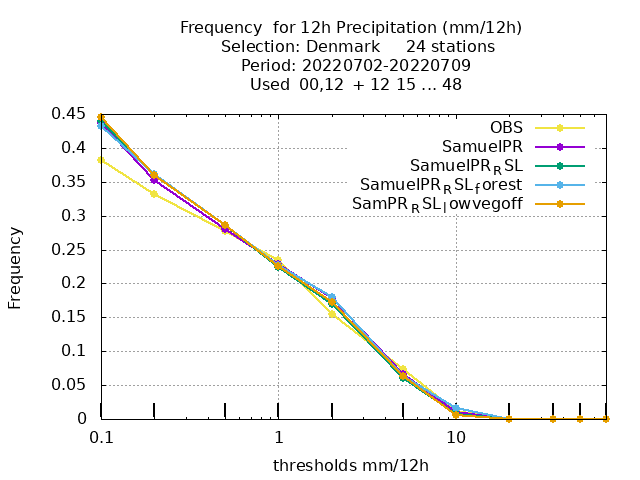 Frequency for 12h Precipitation (mm/12h)
Selection: Denmark 24 stations
Period: 20220702-20220709
Used 00,12 + 12 15 ... 48
OBS
SamuelPR
SamuelPR_RSL
SamuelPR_RSL_forest
SamPR_RSL_lowvegoff
0.45
0.4
0.35
0.3
0.25
0.2
0.15
0.1
0.05
0
Frequency
0.1 1 10
thresholds mm/12h